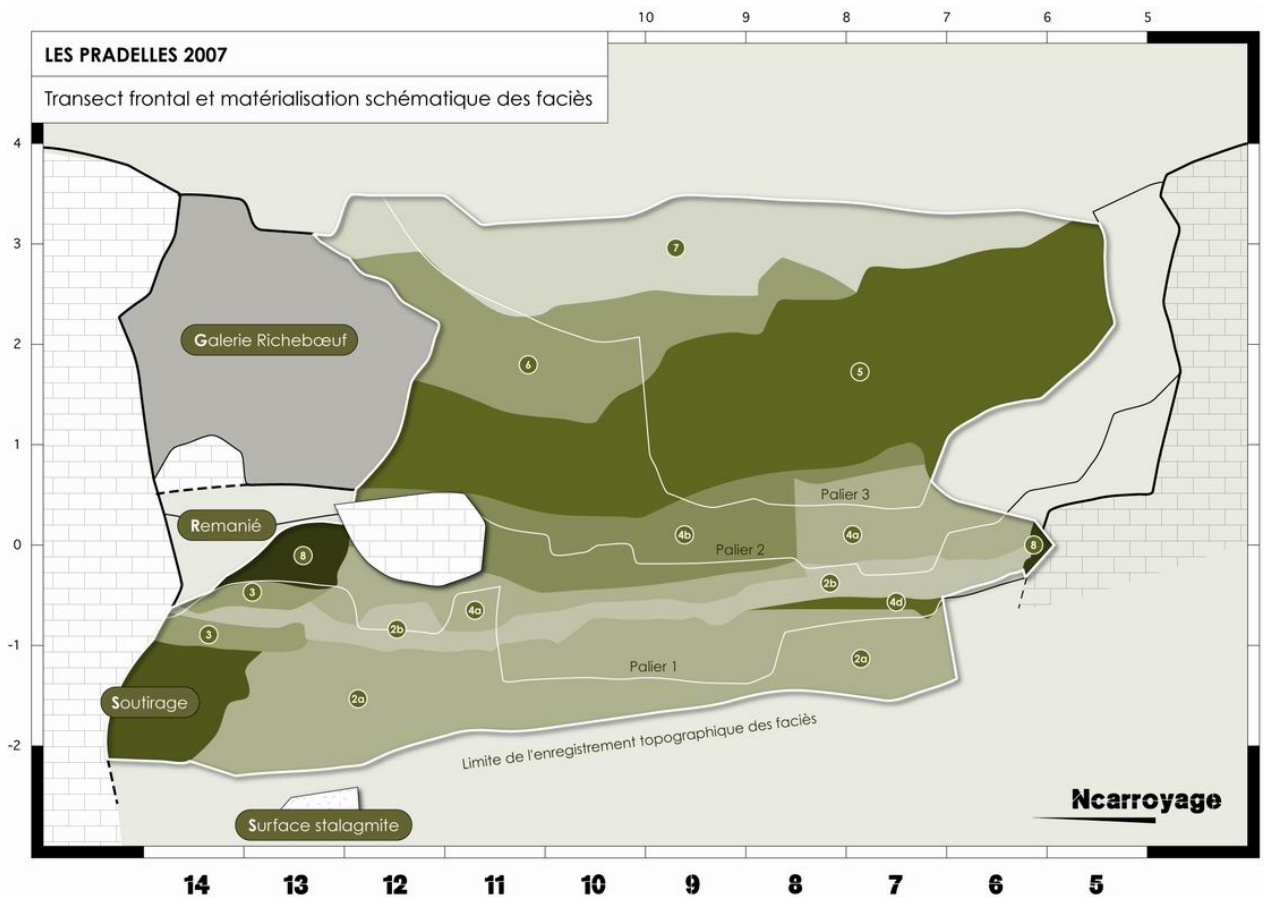 10 9 8 7 6 5
LES PRADELLES 2007
Transect frontal et matérialisation schématique des faciès
4
3
7
2
Galerie Richebœuf
6
5
1
Palier 3
0
Remanié
4b
4a
Palier 2
8
8
2b
3
4d
4a
2b
3
-1
Palier 1
2a
Soutirage
2a
-2
Limite de l'enregistrement topographique des faciès
Ncarroyage
Surface stalagmite
14 13 12 11 10 9 8 7 6 5